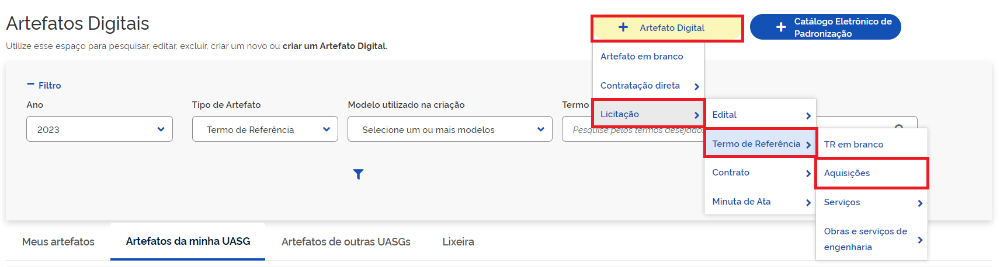 Artefatos Digitais
Utilize esse espaço para pesquisar, editar, excluir, criar um novo ou criar um Artefato Digital.
Artefato Digital
Catálogo Eletrônico de
Padronização
Artefato em branco
Contratação direta
Licitação
Edital
Termo de Referência
Contrato
Minuta de Ata
TR em branco
Aquisições
Serviços
Obras e serviços de
engenharia
Filtro
Ano
Tipo de Artefato
Modelo utilizado na criação
Termo
2023
Termo de Referência
Selecione um ou mais modelos
Pesquise pelos termos desejados
Meus artefatos
Artefatos da minha UASG
Artefatos de outras UASGs
Lixeira